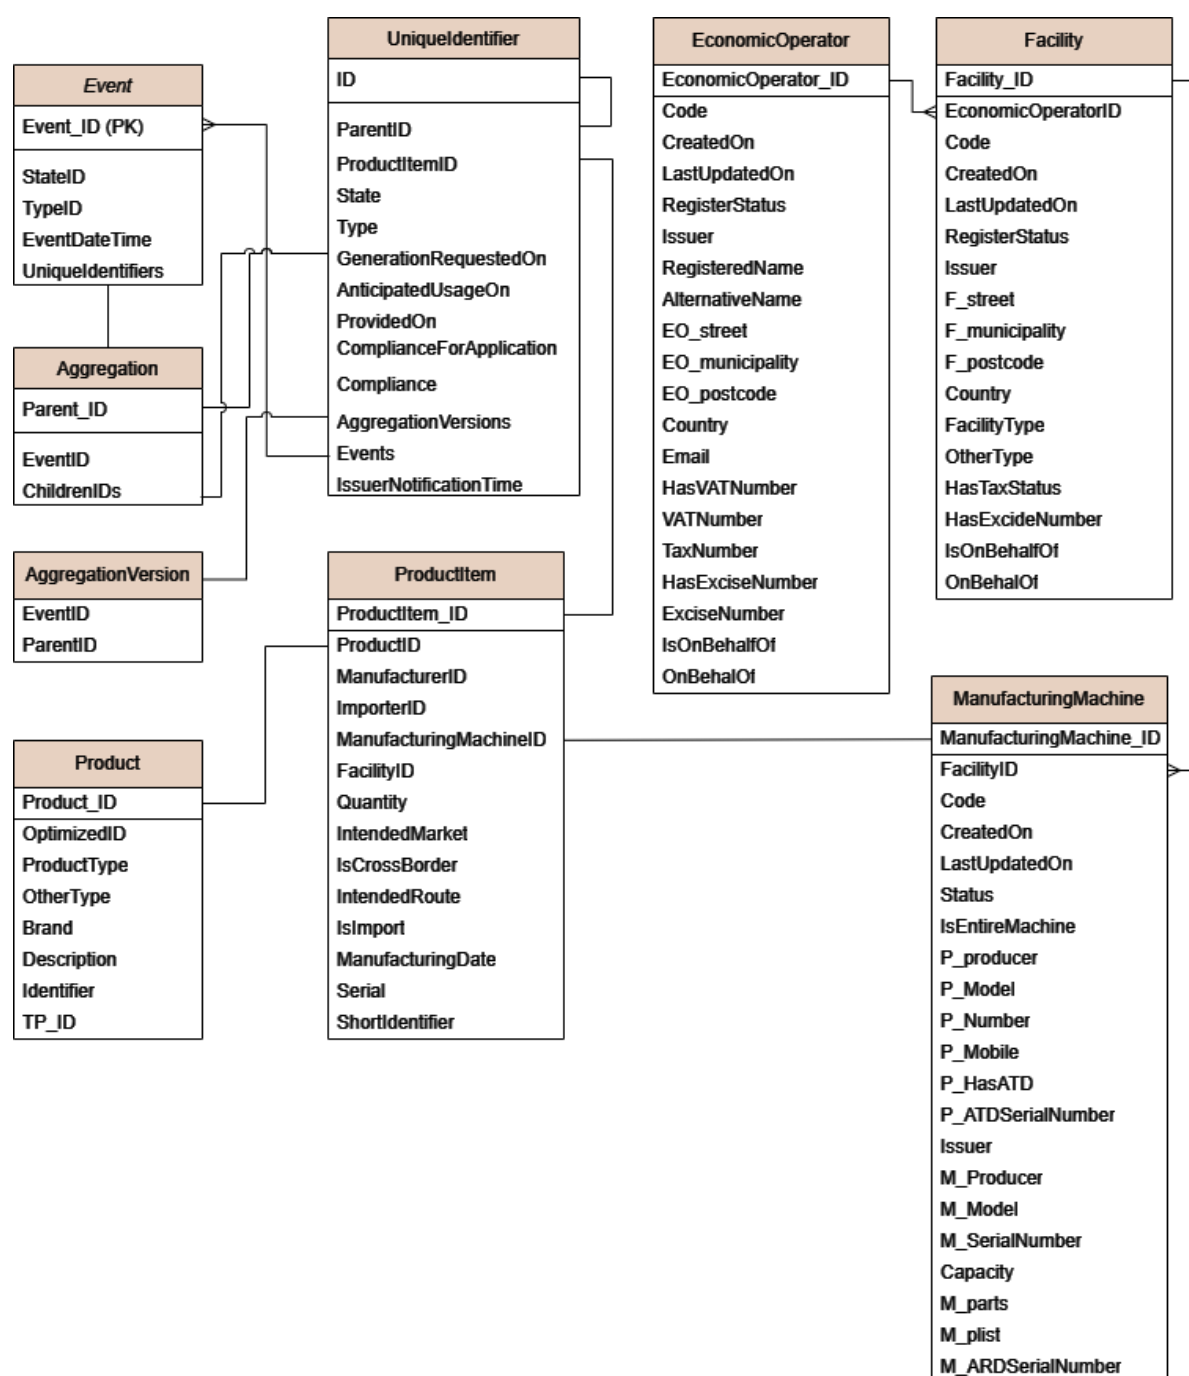 Event
Event_ID (PK)
StateID
TypeID
EventDateTime
UniqueIdentifiers
Aggregation
Parent_ID
EventID
ChildrenIDs
AggregationVersion
EventID
ParentID
Product
Product_ID
OptimizedID
ProductType
OtherType
Brand
Description
Identifier
TP_ID
UniqueIdentifier
ID
ParentID
ProductItemID
State
Type
GenerationRequestedOn
AnticipatedUsageOn
ProvidedOn
ComplianceForApplication
Compliance
AggregationVersions
Events
IssuerNotificationTime
ProductItem
ProductItem_ID
ProductID
ManufacturerID
ImporterID
ManufacturingMachineID
FacilityID
Quantity
IntendedMarket
IsCrossBorder
IntendedRoute
IsImport
ManufacturingDate
Serial
ShortIdentifier
EconomicOperator
EconomicOperator_ID
Code
CreatedOn
LastUpdatedOn
RegisterStatus
Issuer
RegisteredName
AlternativeName
EO_street
EO_municipality
EO_postcode
Country
Email
HasVATNumber
VATNumber
TaxNumber
HasExciseNumber
ExciseNumber
IsOnBehalfOf
OnBehalOf
Facility
Facility_ID
EconomicOperatorID
Code
CreatedOn
LastUpdatedOn
RegisterStatus
Issuer
F_street
F_municipality
F_postcode
Country
FacilityType
OtherType
HasTaxStatus
HasExcideNumber
IsOnBehalfOf
OnBehalOf
ManufacturingMachine
ManufacturingMachine_ID
FacilityID
Code
CreatedOn
LastUpdatedOn
Status
IsEntireMachine
P_producer
P_Model
P_Number
P_Mobile
P_HasATD
P_ATDSerialNumber
Issuer
M_Producer
M_Model
M_SerialNumber
Capacity
M_parts
M_plist
M_ARDSerialNumber